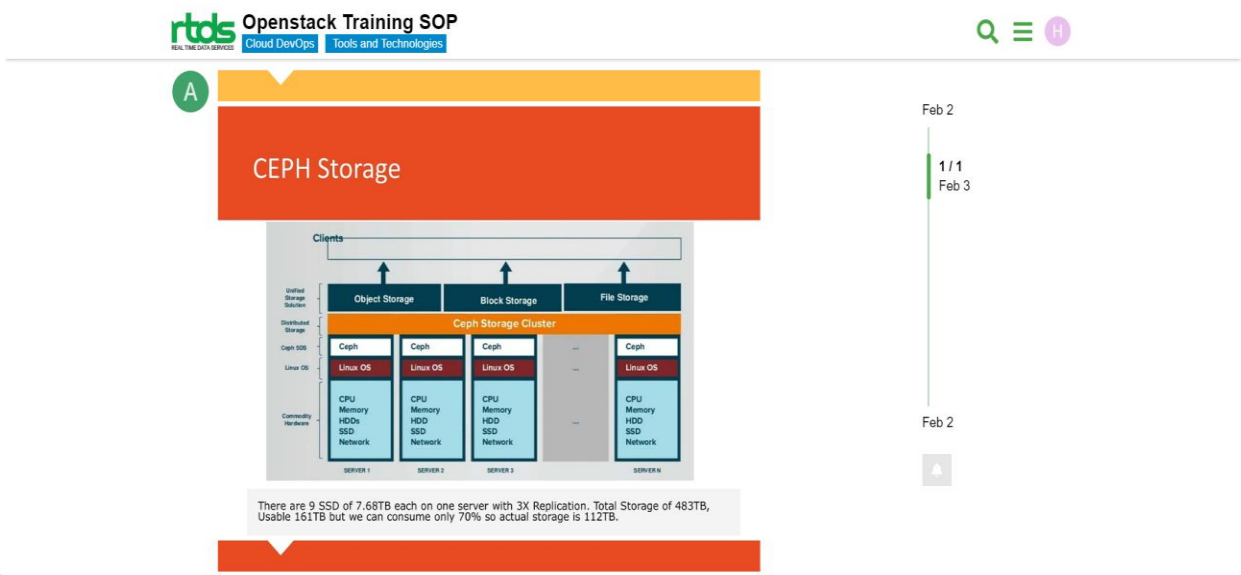 rtds
REAL TIME DATA SERVICES
Openstack Training SOP
Cloud DevOps Tools and Technologies
H
A
CEPH Storage
Clients
Unified
Storage
Solution
Object Storage Block Storage File Storage
Distributed
Storage
Ceph Storage Cluster
Ceph SDS
Ceph Ceph Ceph ... Ceph
Linux OS
Linux OS Linux OS Linux OS ... Linux OS
Commodity
Hardware
CPU CPU CPU CPU
Memory Memory Memory Memory
HDDs HDD HDD ... HDD
SSD SSD SSD SSD
Network Network Network Network
SERVER 1 SERVER 2 SERVER 3 SERVER N
There are 9 SSD of 7.68TB each on one server with 3X Replication. Total Storage of 483TB,
Usable 161TB but we can consume only 70% so actual storage is 112TB.
Feb 2
1 / 1
Feb 3
Feb 2